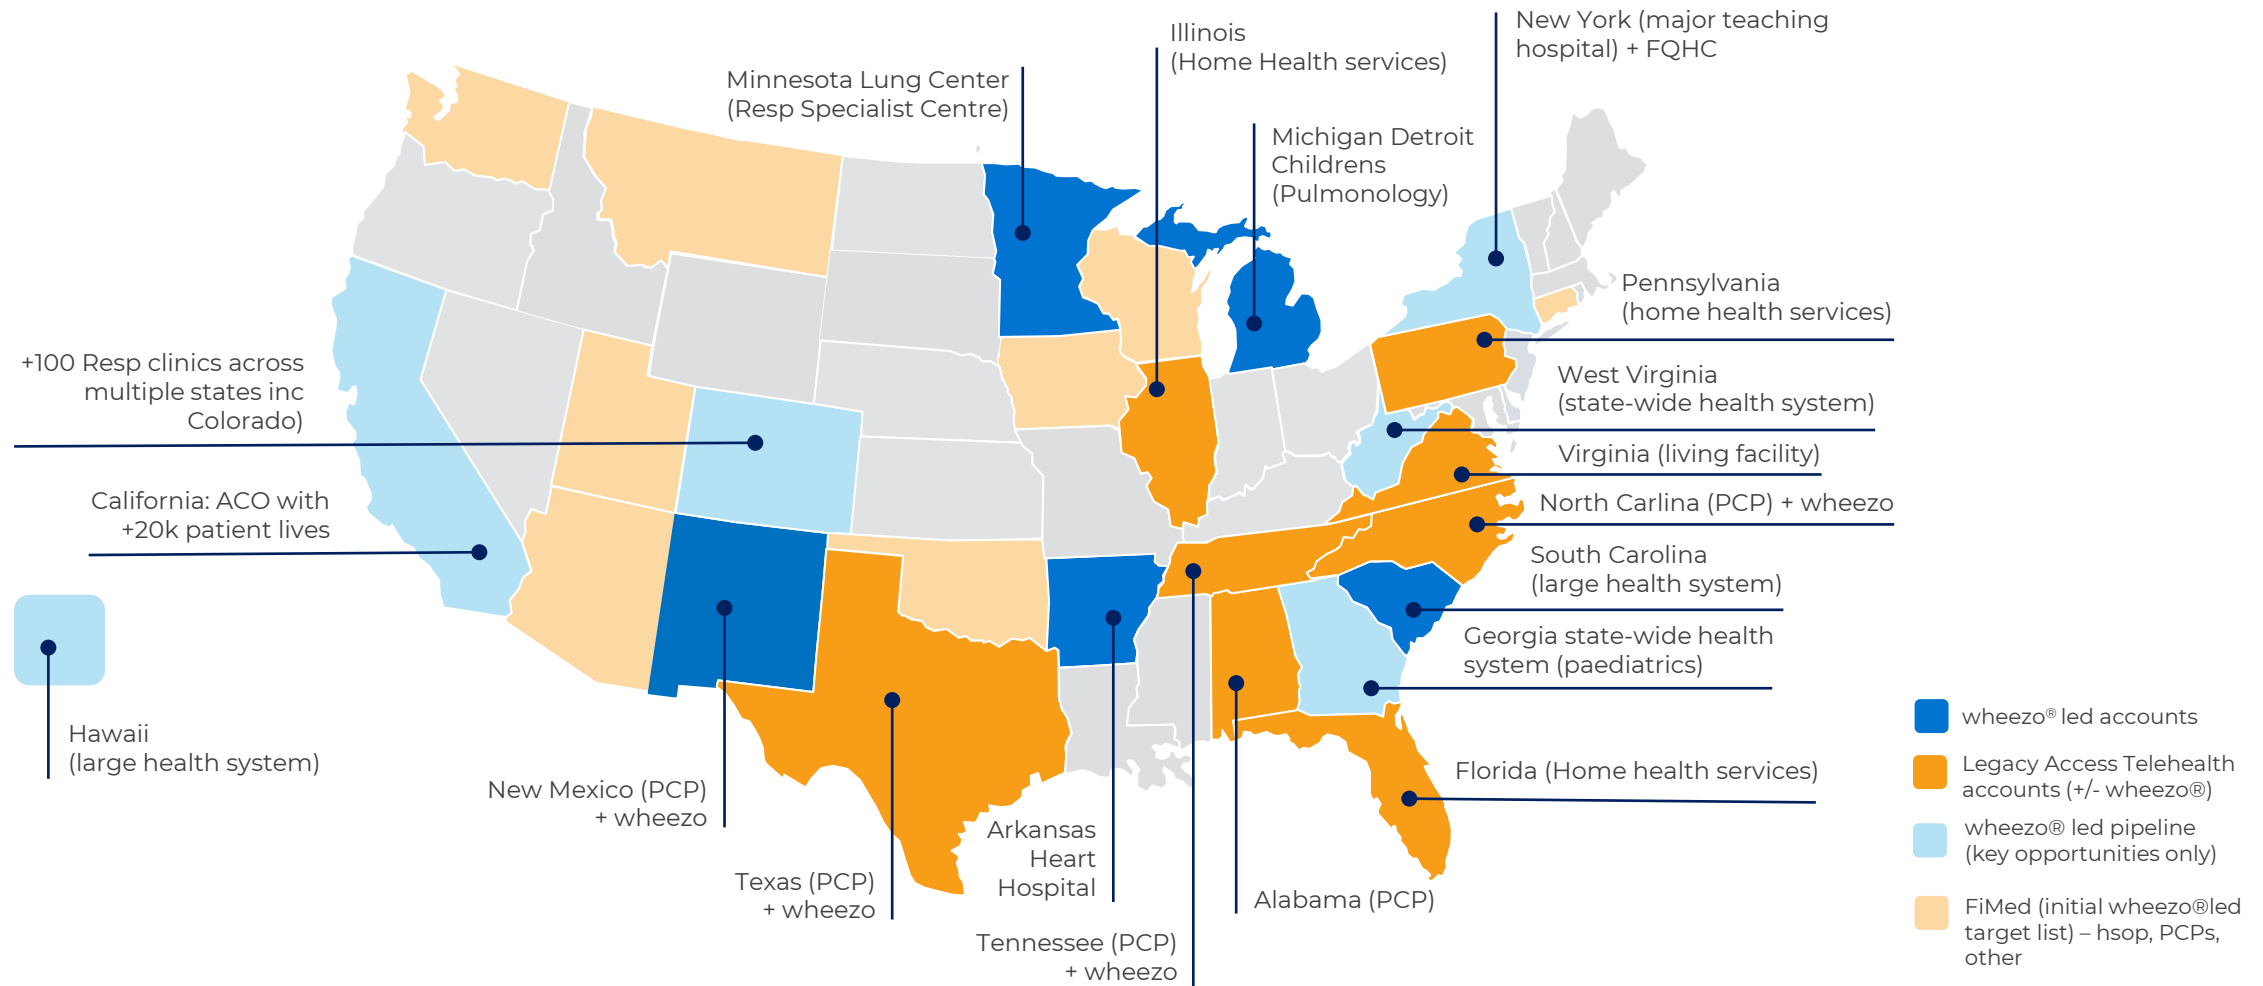 New York (major teaching
hospital) + FQHC
Illinois
(Home Health services)
Minnesota Lung Center
(Resp Specialist Centre)
Michigan Detroit
Childrens
(Pulmonology)
Pennsylvania
(home health services)
+100 Resp clinics across
multiple states inc
Colorado)
West Virginia
(state-wide health system)
Virginia (living facility)
California: ACO with
+20k patient lives
North Carlina (PCP) + wheezo
South Carolina
(large health system)
Georgia state-wide health
system (paediatrics)
Hawaii
(large health system)
New Mexico (PCP)
+ wheezo
Florida (Home health services)
Arkansas
Heart
Hospital
Texas (PCP)
+ wheezo
Alabama (PCP)
Tennessee (PCP)
+ wheezo
wheezo® led accounts
Legacy Access Telehealth
accounts (+/- wheezo®)
wheezo® led pipeline
(key opportunities only)
FiMed (initial wheezo®led
target list) – hsop, PCPs,
other